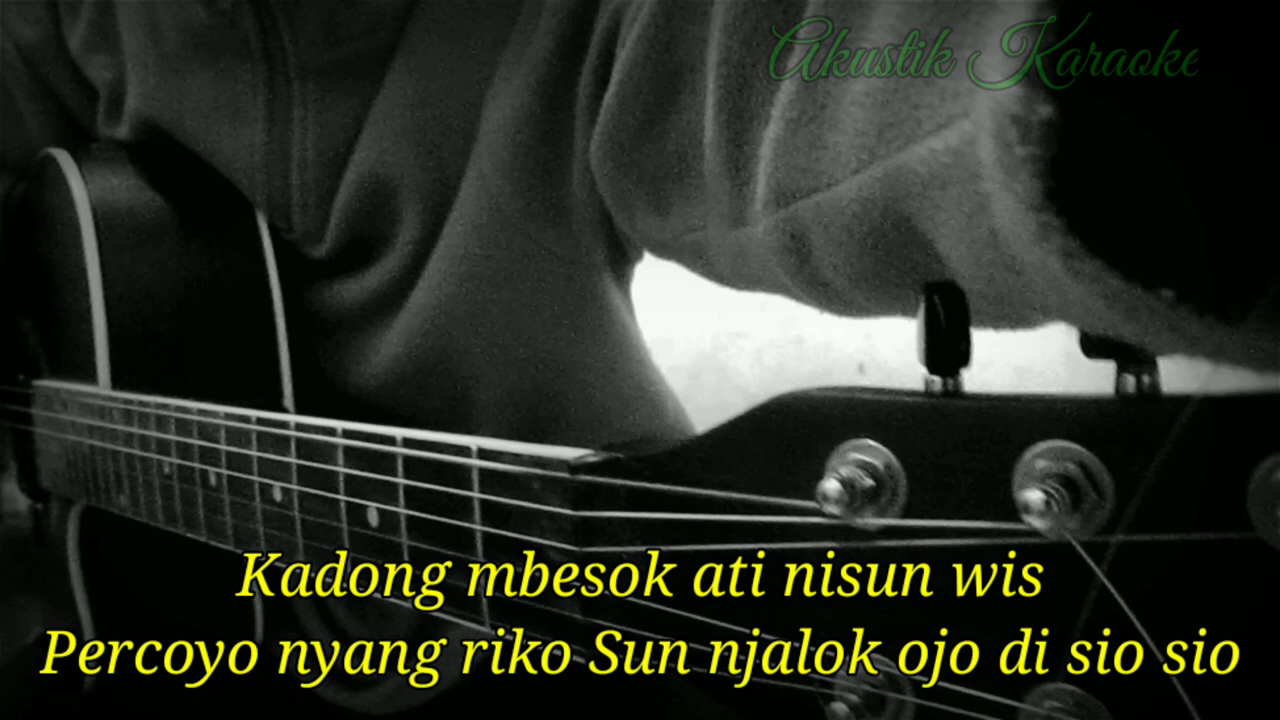 Akustik Karaoke
Kadong mbesok ati nisun wis
Percoyo nyang riko Sun njalok ojo di sio sio